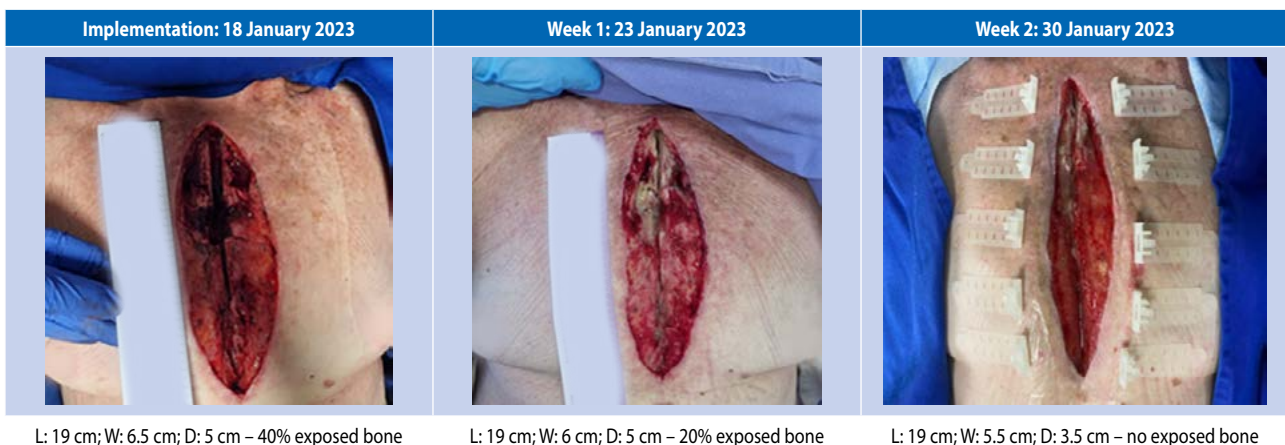 Implementation: 18 January 2023
Week 1: 23 January 2023
Week 2: 30 January 2023
L: 19 cm; W: 6.5 cm; D: 5 cm – 40% exposed bone
L: 19 cm; W: 6 cm; D: 5 cm – 20% exposed bone
L: 19 cm; W: 5.5 cm; D: 3.5 cm – no exposed bone